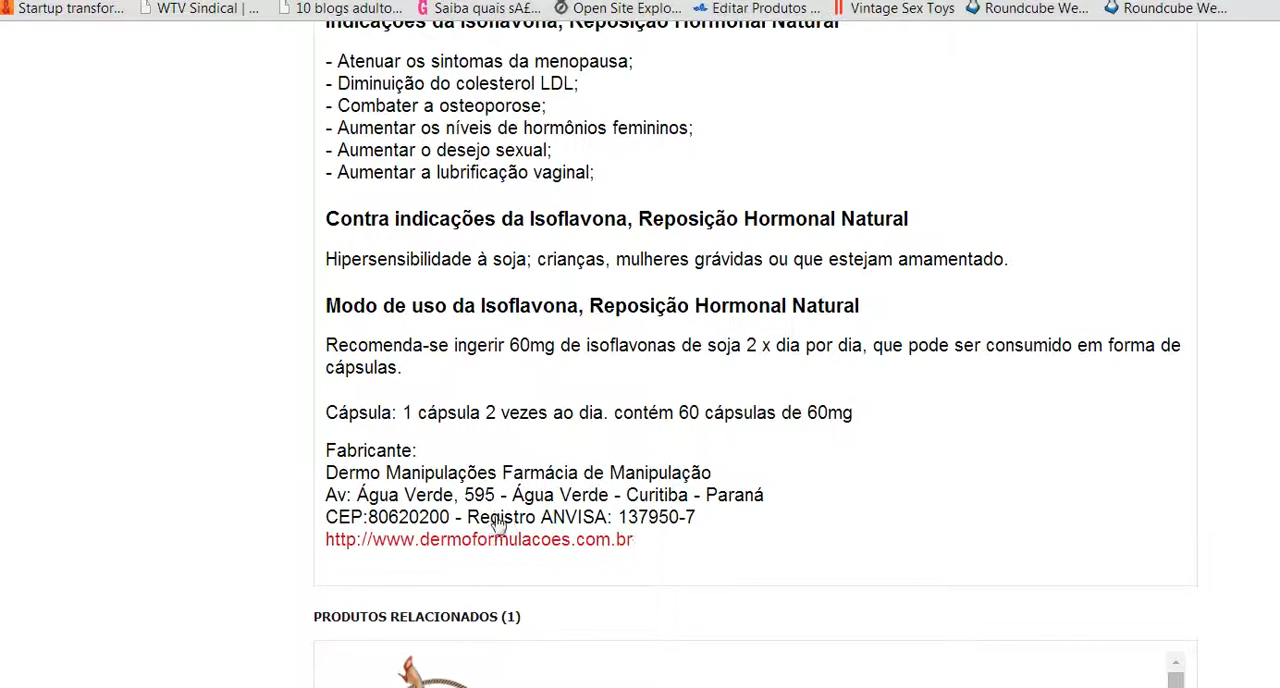 Startup transfor... WTV Sindical | ... 10 blogs adulto... Saiba quais sA£... Open Site Explo... Editar Produtos ... Vintage Sex Toys Roundcube We... Roundcube We...
Indicações da Isoflavona, Reposição Hormonal Natural
- Atenuar os sintomas da menopausa;
- Diminuição do colesterol LDL;
- Combater a osteoporose;
- Aumentar os níveis de hormônios femininos;
- Aumentar o desejo sexual;
- Aumentar a lubrificação vaginal;
Contra indicações da Isoflavona, Reposição Hormonal Natural
Hipersensibilidade à soja; crianças, mulheres grávidas ou que estejam amamentado.
Modo de uso da Isoflavona, Reposição Hormonal Natural
Recomenda-se ingerir 60mg de isoflavonas de soja 2 x dia por dia, que pode ser consumido em forma de
cápsulas.
Cápsula: 1 cápsula 2 vezes ao dia. contém 60 cápsulas de 60mg
Fabricante:
Dermo Manipulações Farmácia de Manipulação
Av: Água Verde, 595 - Água Verde - Curitiba - Paraná
CEP:80620200 - Registro ANVISA: 137950-7
http://www.dermoformulacoes.com.br
PRODUTOS RELACIONADOS (1)